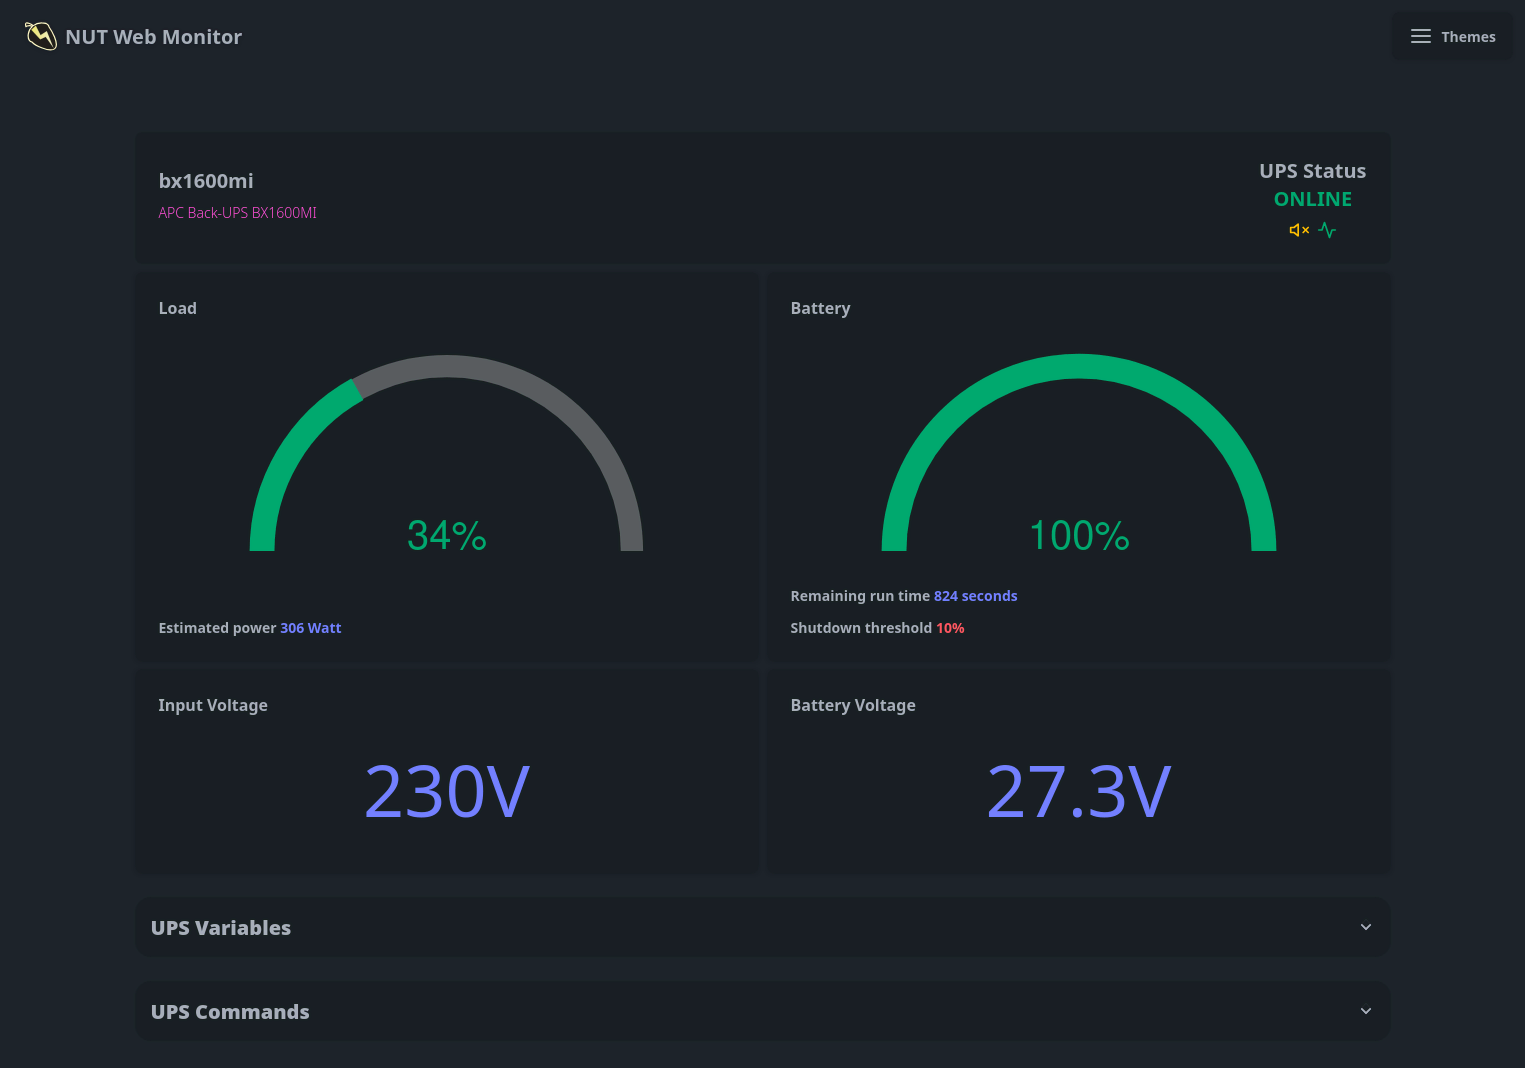 NUT Web Monitor
Themes
bx1600mi
APC Back-UPS BX1600MI
UPS Status
ONLINE
Load
34%
Estimated power 306 Watt
Battery
100%
Remaining run time 824 seconds
Shutdown threshold 10%
Input Voltage
230V
Battery Voltage
27.3V
UPS Variables
UPS Commands